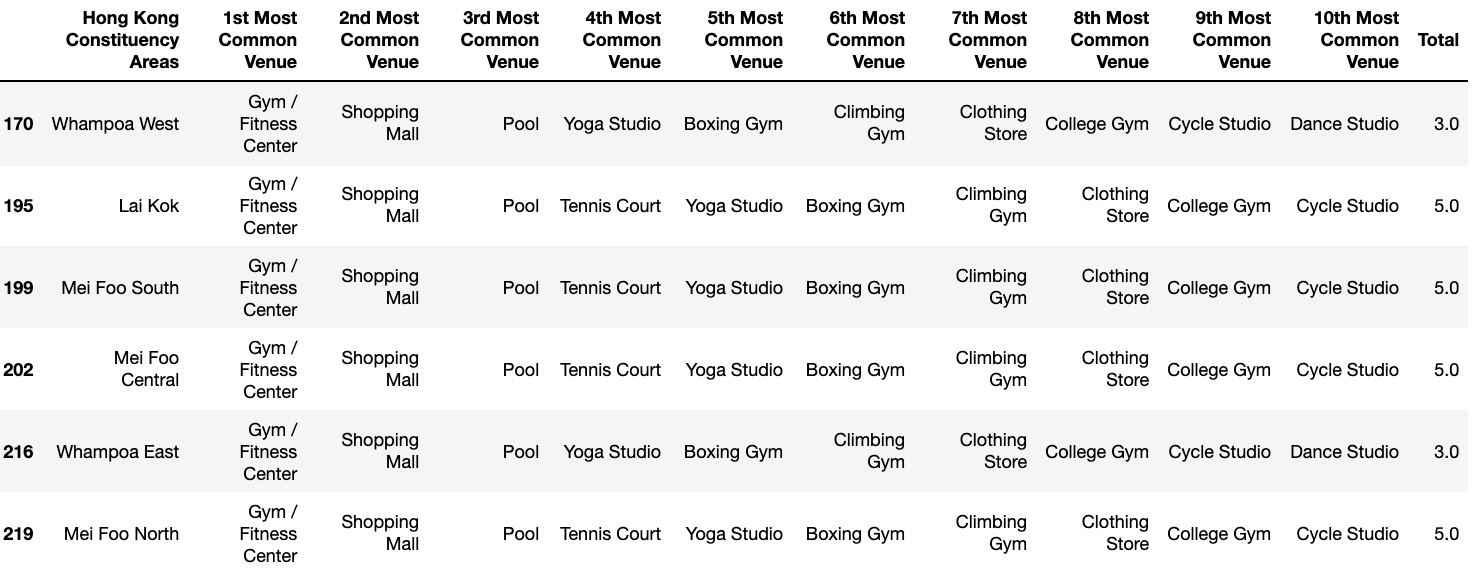 Hong Kong Constituency Areas 1st Most Common Venue 2nd Most Common Venue 3rd Most Common Venue 4th Most Common Venue 5th Most Common Venue 6th Most Common Venue 7th Most Common Venue 8th Most Common Venue 9th Most Common Venue 10th Most Common Venue Total
170 Whampoa West Gym / Fitness Center Shopping Mall Pool Yoga Studio Boxing Gym Climbing Gym Clothing Store College Gym Cycle Studio Dance Studio 3.0
195 Lai Kok Gym / Fitness Center Shopping Mall Pool Tennis Court Yoga Studio Boxing Gym Climbing Gym Clothing Store College Gym Cycle Studio 5.0
199 Mei Foo South Gym / Fitness Center Shopping Mall Pool Tennis Court Yoga Studio Boxing Gym Climbing Gym Clothing Store College Gym Cycle Studio 5.0
202 Mei Foo Central Gym / Fitness Center Shopping Mall Pool Tennis Court Yoga Studio Boxing Gym Climbing Gym Clothing Store College Gym Cycle Studio 5.0
216 Whampoa East Gym / Fitness Center Shopping Mall Pool Yoga Studio Boxing Gym Climbing Gym Clothing Store College Gym Cycle Studio Dance Studio 3.0
219 Mei Foo North Gym / Fitness Center Shopping Mall Pool Tennis Court Yoga Studio Boxing Gym Climbing Gym Clothing Store College Gym Cycle Studio 5.0